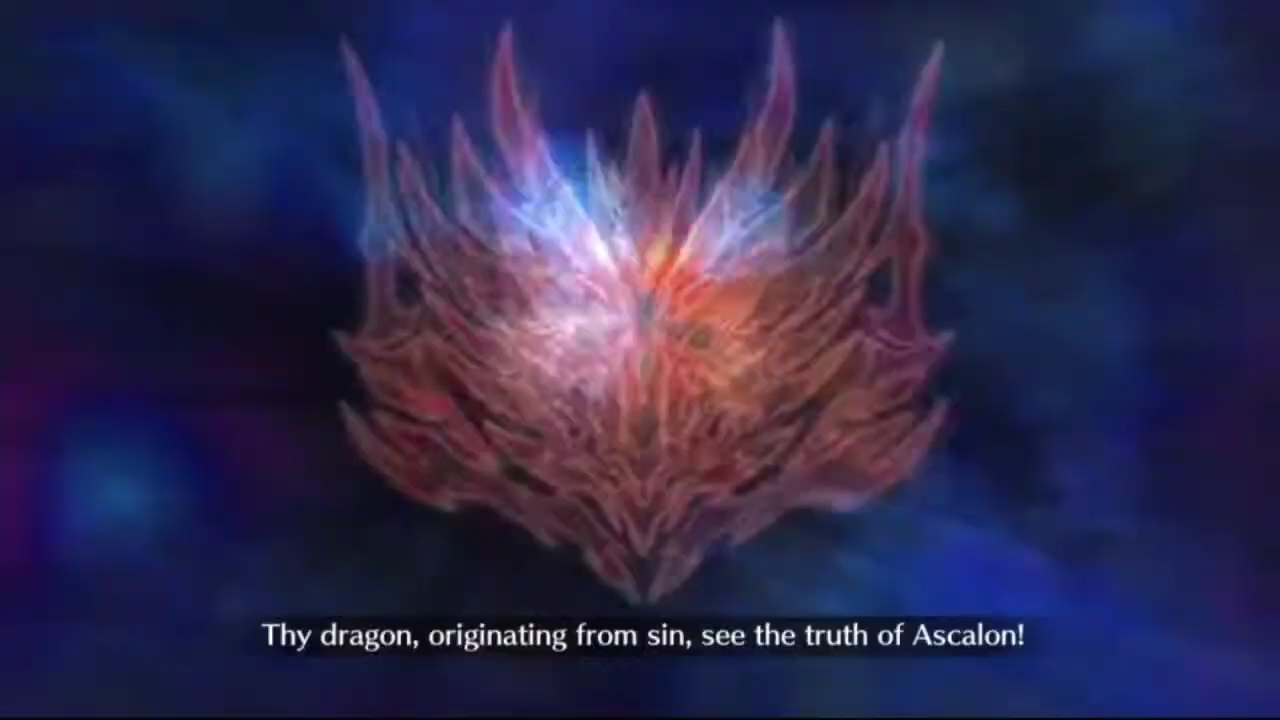 Thy dragon, originating from sin, see the truth of Ascalon!